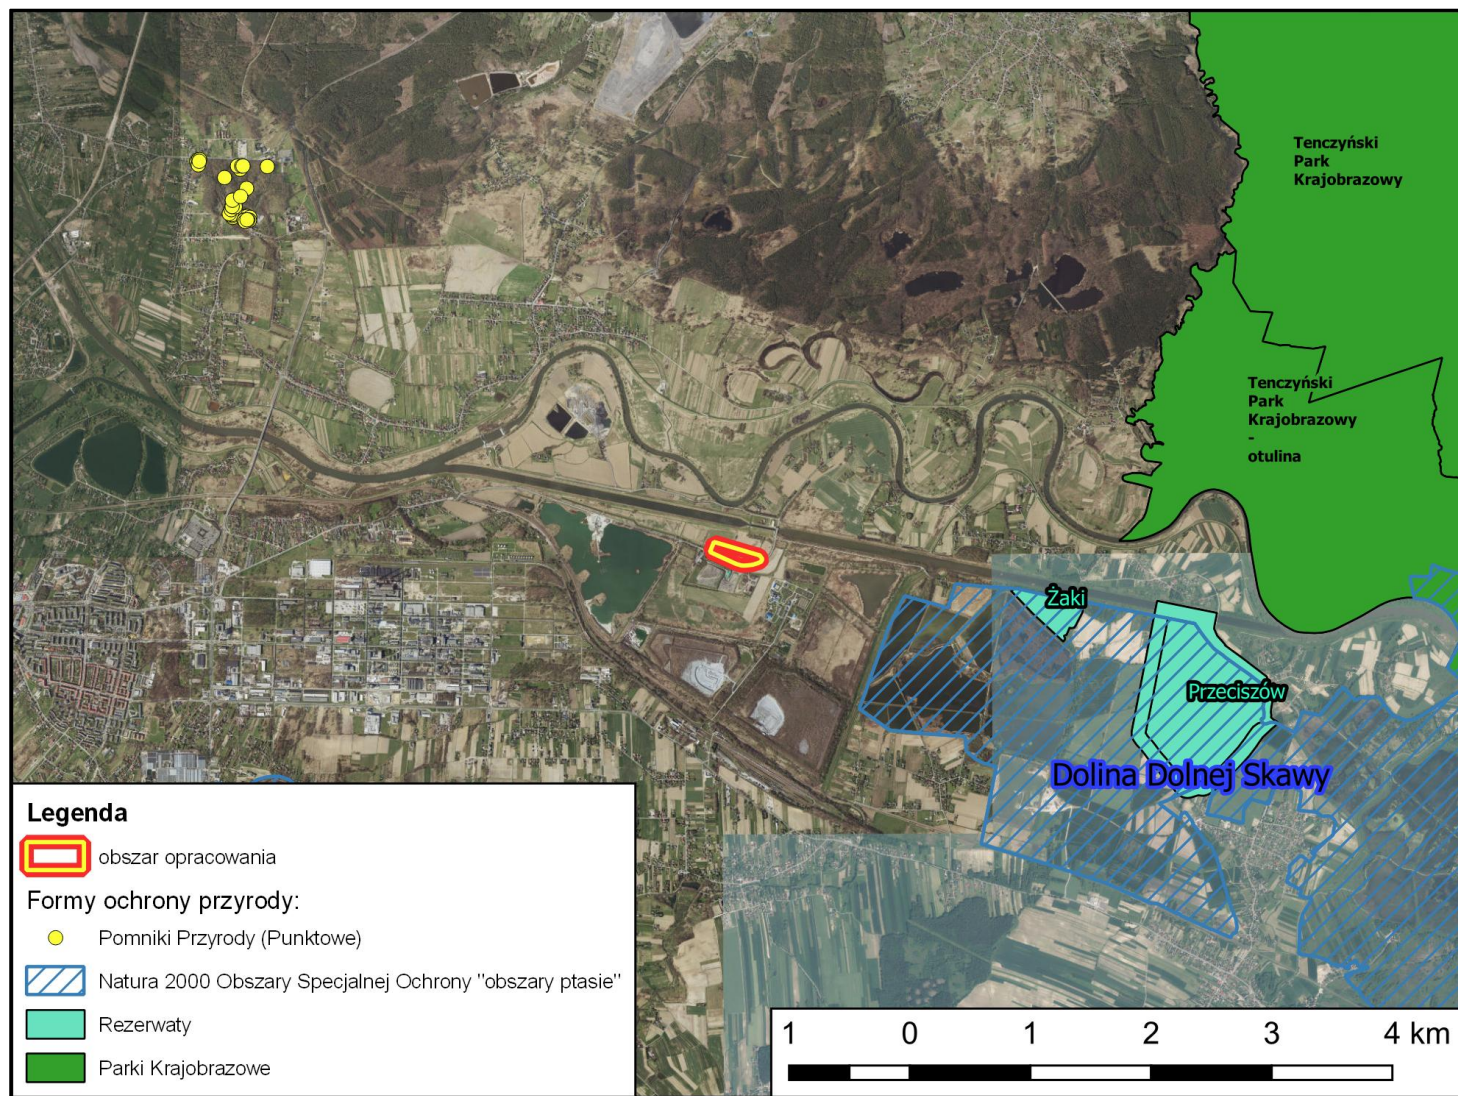 Tenczyński
Park
Krajobrazowy
Tenczyński
Park
Krajobrazowy
-
otulina
Żaki
Przeciszów
Dolina Dolnej Skawy
Legenda
obszar opracowania
Formy ochrony przyrody:
Pomniki Przyrody (Punktowe)
Natura 2000 Obszary Specjalnej Ochrony "obszary ptasie"
Rezerwaty
Parki Krajobrazowe
1 0 1 2 3 4 km